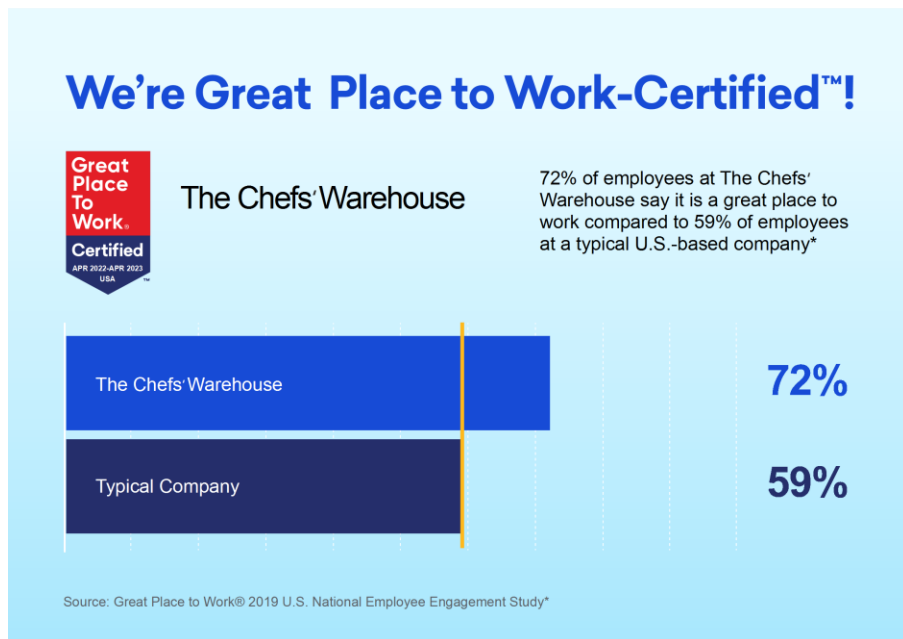 We're Great Place to Work-Certified™!
Great
Place
To
Work®
Certified
APR 2022-APR 2023
USA
™
The Chefs' Warehouse
72% of employees at The Chefs'
Warehouse say it is a great place to
work compared to 59% of employees
at a typical U.S.-based company*
The Chefs' Warehouse
72%
Typical Company
59%
Source: Great Place to Work® 2019 U.S. National Employee Engagement Study*